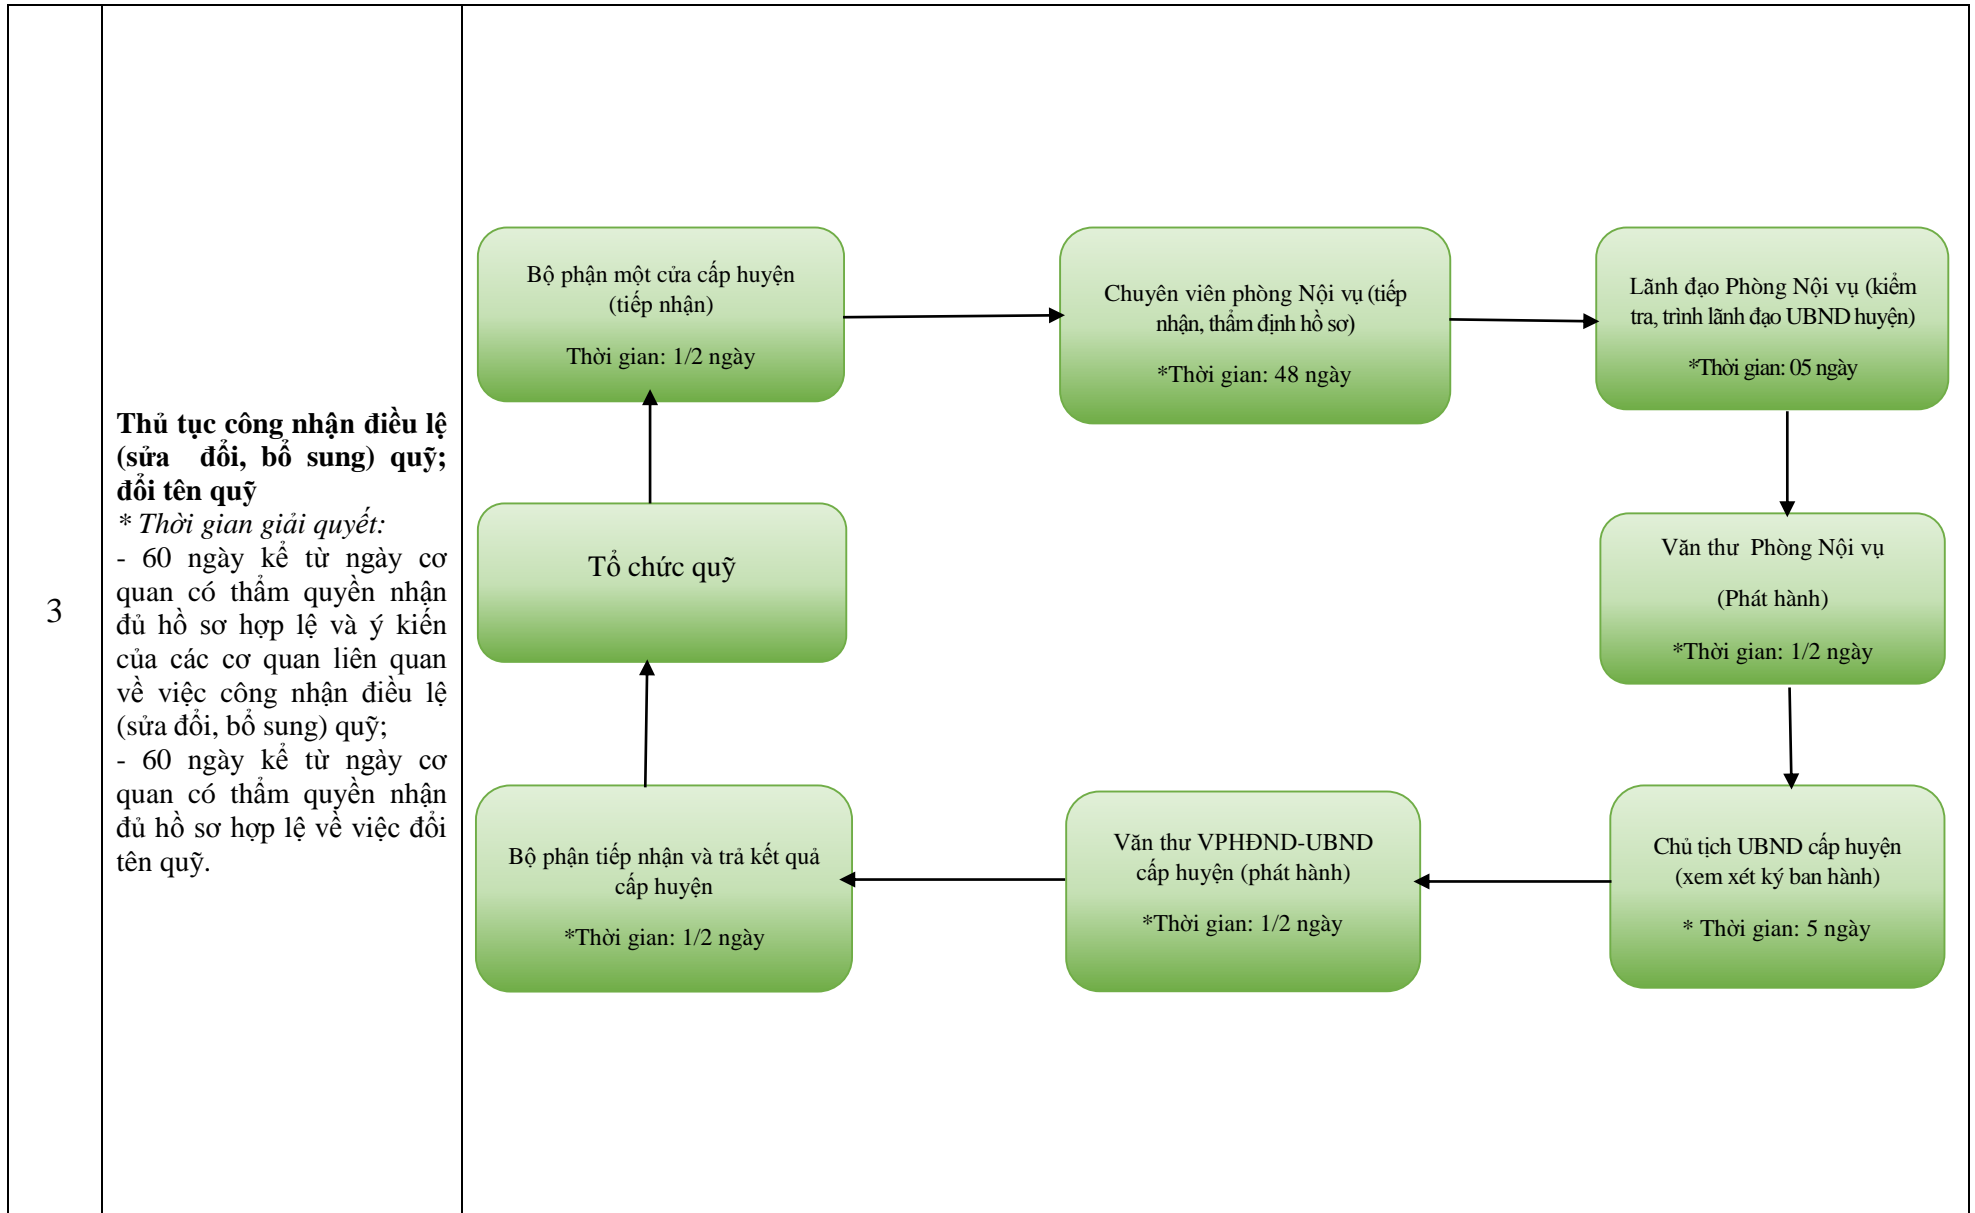 3
Thủ tục công nhận điều lệ
(sửa đổi, bổ sung) quỹ;
đổi tên quỹ
* Thời gian giải quyết:
- 60 ngày kể từ ngày cơ
quan có thẩm quyền nhận
đủ hồ sơ hợp lệ và ý kiến
của các cơ quan liên quan
về việc công nhận điều lệ
(sửa đổi, bổ sung) quỹ;
- 60 ngày kể từ ngày cơ
quan có thẩm quyền nhận
đủ hồ sơ hợp lệ về việc đổi
tên quỹ.
Bộ phận một cửa cấp huyện
(tiếp nhận)
Thời gian: 1/2 ngày
Chuyên viên phòng Nội vụ (tiếp
nhận, thẩm định hồ sơ)
*Thời gian: 48 ngày
Lãnh đạo Phòng Nội vụ (kiểm
tra, trình lãnh đạo UBND huyện)
*Thời gian: 05 ngày
Tổ chức quỹ
Văn thư Phòng Nội vụ
(Phát hành)
*Thời gian: 1/2 ngày
Bộ phận tiếp nhận và trả kết quả
cấp huyện
*Thời gian: 1/2 ngày
Văn thư VPHĐND-UBND
cấp huyện (phát hành)
*Thời gian: 1/2 ngày
Chủ tịch UBND cấp huyện
(xem xét ký ban hành)
* Thời gian: 5 ngày